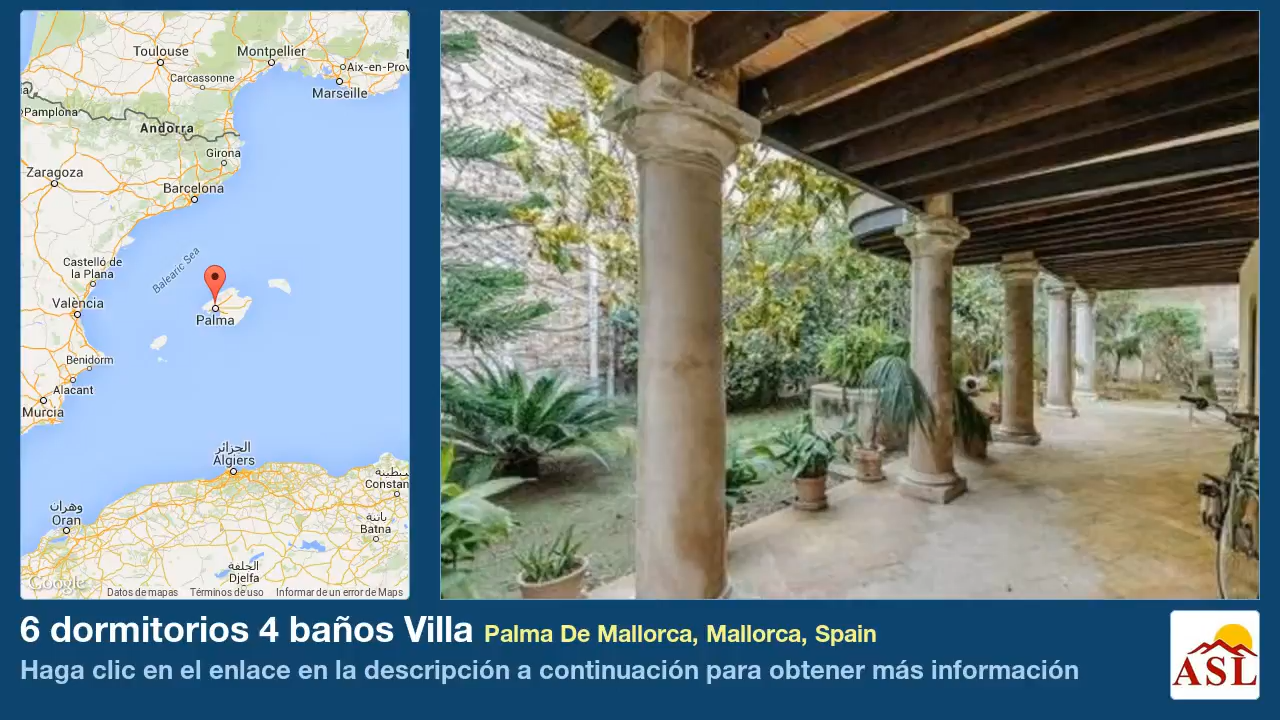 Toulouse
Montpellier
Aix-en-Prov
Carcassonne
Marseille
Pamplona
Andorra
Girona
Zaragoza
Barcelona
Castelló de
la Plana
Balearic Sea
València
Palma
Benidorm
Alacant
Murcia
الجزائر
Algiers
وهران
Oran
Constan
باتنة
Batna
الجلفة
Djelfa
Google
Datos de mapas Términos de uso Informar de un error de Maps
6 dormitorios 4 baños Villa Palma De Mallorca, Mallorca, Spain
Haga clic en el enlace en la descripción a continuación para obtener más información
ASL